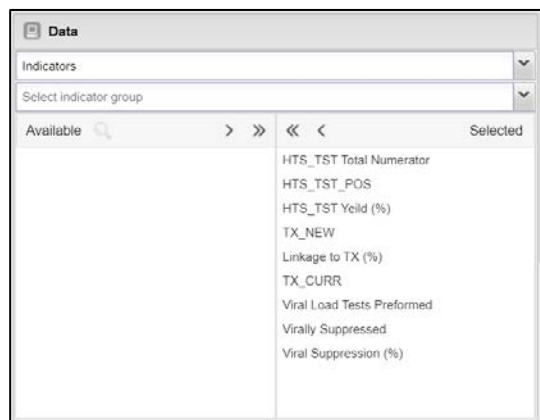 Data
Indicators
Select indicator group
Available > » « < Selected
HTS_TST Total Numerator
HTS_TST_POS
HTS_TST Yeild (%)
TX_NEW
Linkage to TX (%)
TX_CURR
Viral Load Tests Preformed
Virally Suppressed
Viral Suppression (%)